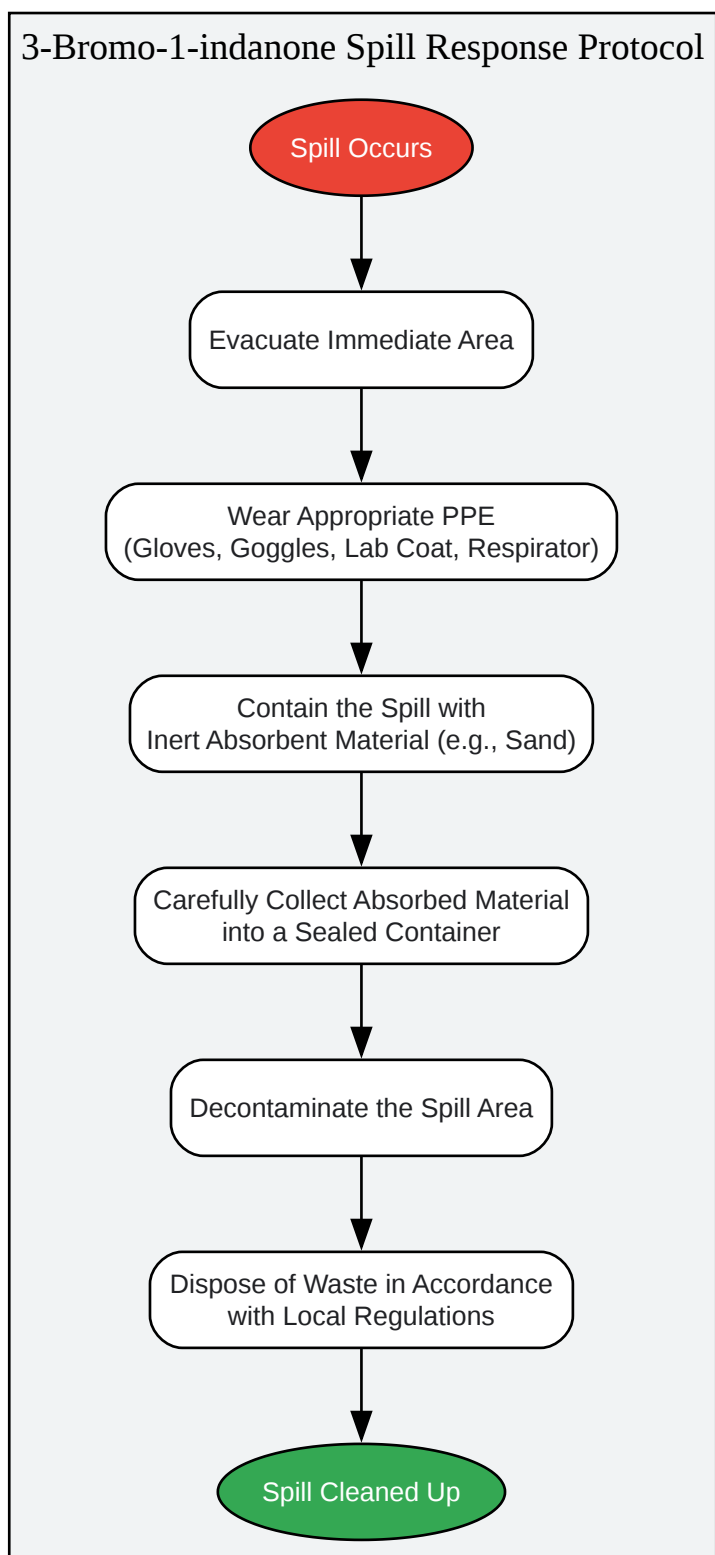 3-Bromo-1-indanone Spill Response Protocol
Spill Occurs
Evacuate Immediate Area
Wear Appropriate PPE
(Gloves, Goggles, Lab Coat, Respirator)
Contain the Spill with
Inert Absorbent Material (e.g., Sand)
Carefully Collect Absorbed Material
into a Sealed Container
Decontaminate the Spill Area
Dispose of Waste in Accordance
with Local Regulations
Spill Cleaned Up